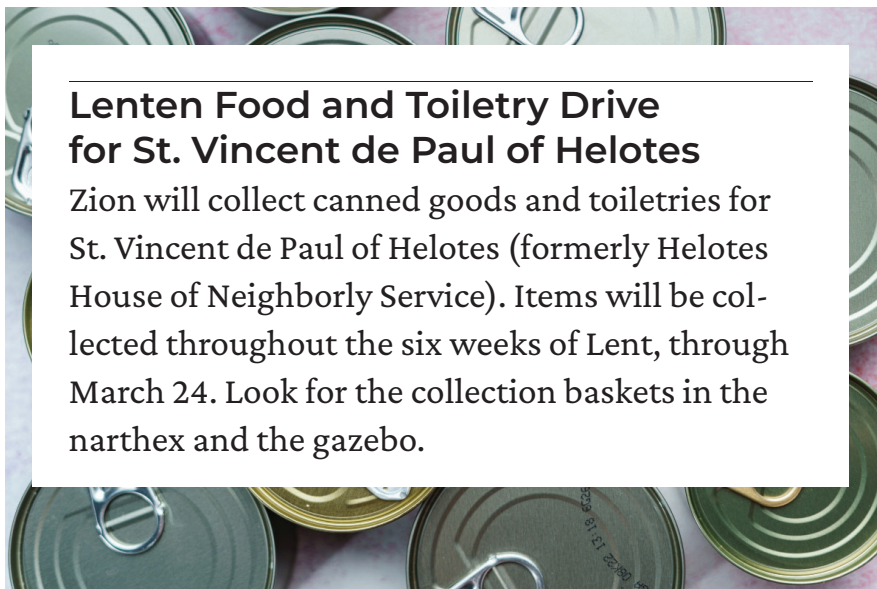 Lenten Food and Toiletry Drive
for St. Vincent de Paul of Helotes
Zion will collect canned goods and toiletries for
St. Vincent de Paul of Helotes (formerly Helotes
House of Neighborly Service). Items will be col-
lected throughout the six weeks of Lent, through
March 24. Look for the collection baskets in the
narthex and the gazebo.